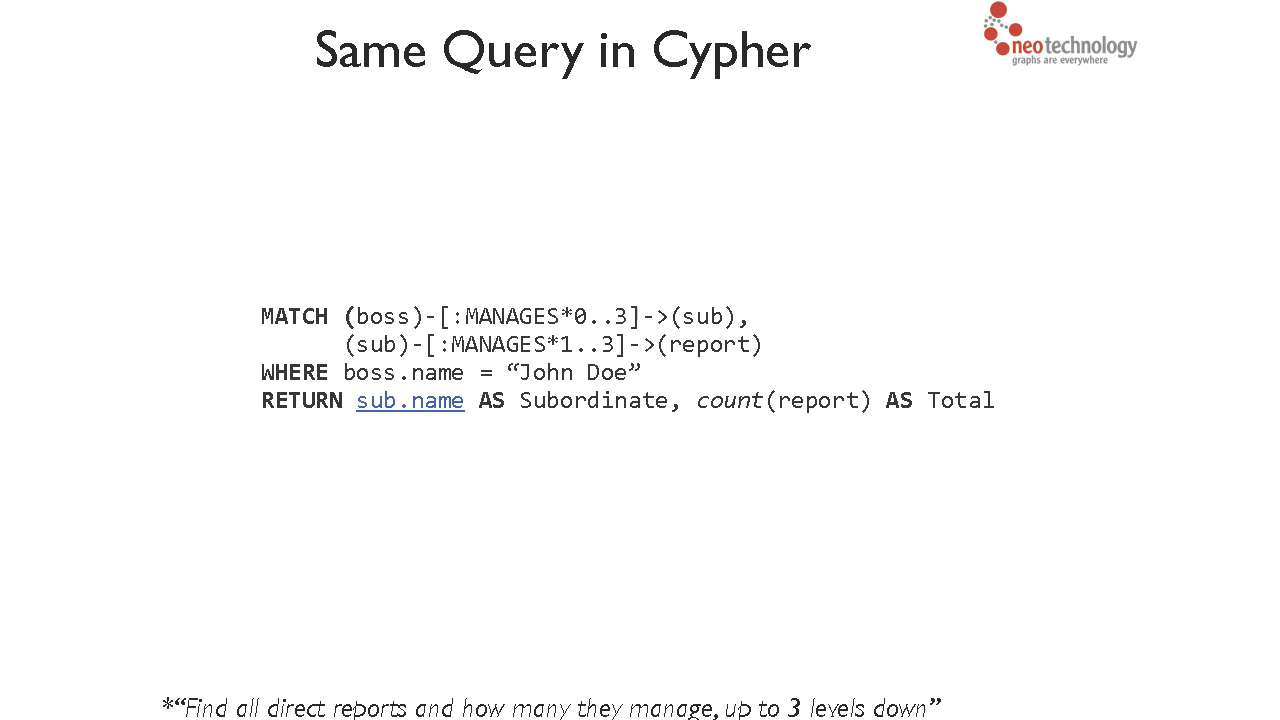 Same Query in Cypher
neotechnology
graphs are everywhere
MATCH (boss)-[:MANAGES*0..3]->(sub),
(sub)-[:MANAGES*1..3]->(report)
WHERE boss.name = “John Doe”
RETURN sub.name AS Subordinate, count(report) AS Total
*“Find all direct reports and how many they manage, up to 3 levels down”